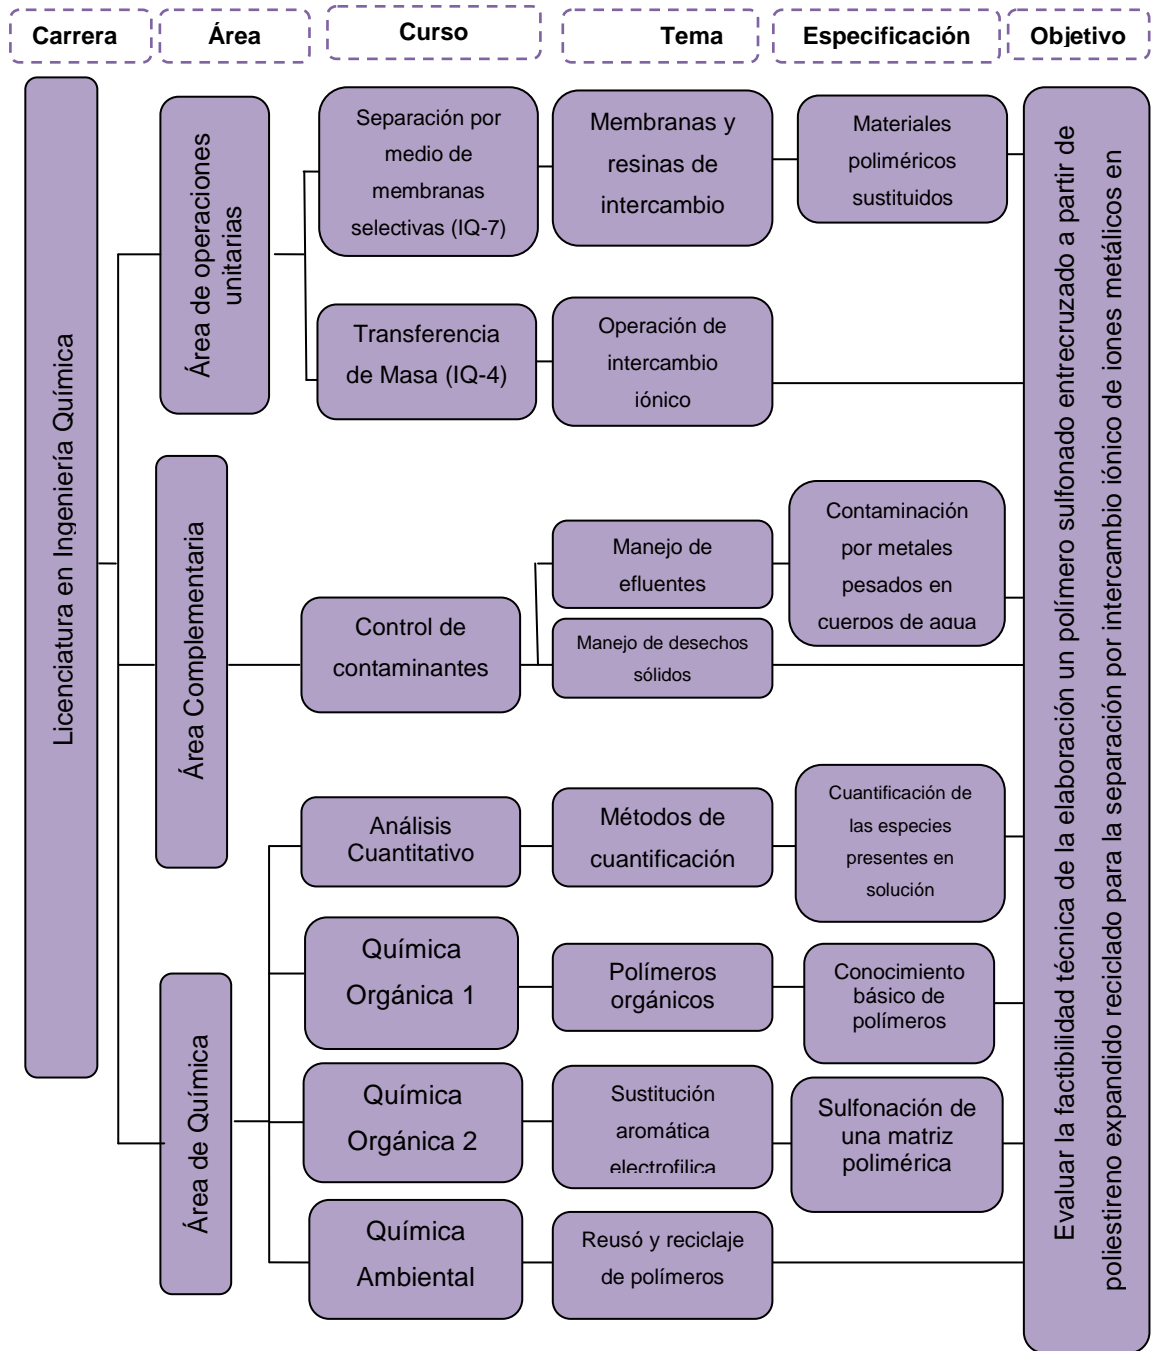 Carrera
Área
Curso
Tema
Especificación
Objetivo
Licenciatura en Ingeniería Química
Área de operaciones
unitarias
Separación por
medio de
membranas
selectivas (IQ-7)
Membranas y
resinas de
intercambio
Materiales
poliméricos
sustituidos
Transferencia
de Masa (IQ-4)
Operación de
intercambio
iónico
Área Complementaria
Control de
contaminantes
Manejo de
efluentes
Contaminación
por metales
pesados en
cuerpos de agua
Manejo de desechos
sólidos
Área de Química
Análisis
Cuantitativo
Métodos de
cuantificación
Cuantificación de
las especies
presentes en
solución
Química
Orgánica 1
Polímeros
orgánicos
Conocimiento
básico de
polímeros
Química
Orgánica 2
Sustitución
aromática
electrofilica
Sulfonación de
una matriz
polimérica
Química
Ambiental
Reusó y reciclaje
de polímeros
Evaluar la factibilidad técnica de la elaboración un polímero sulfonado entrecruzado a partir de
poliestireno expandido reciclado para la separación por intercambio iónico de iones metálicos en